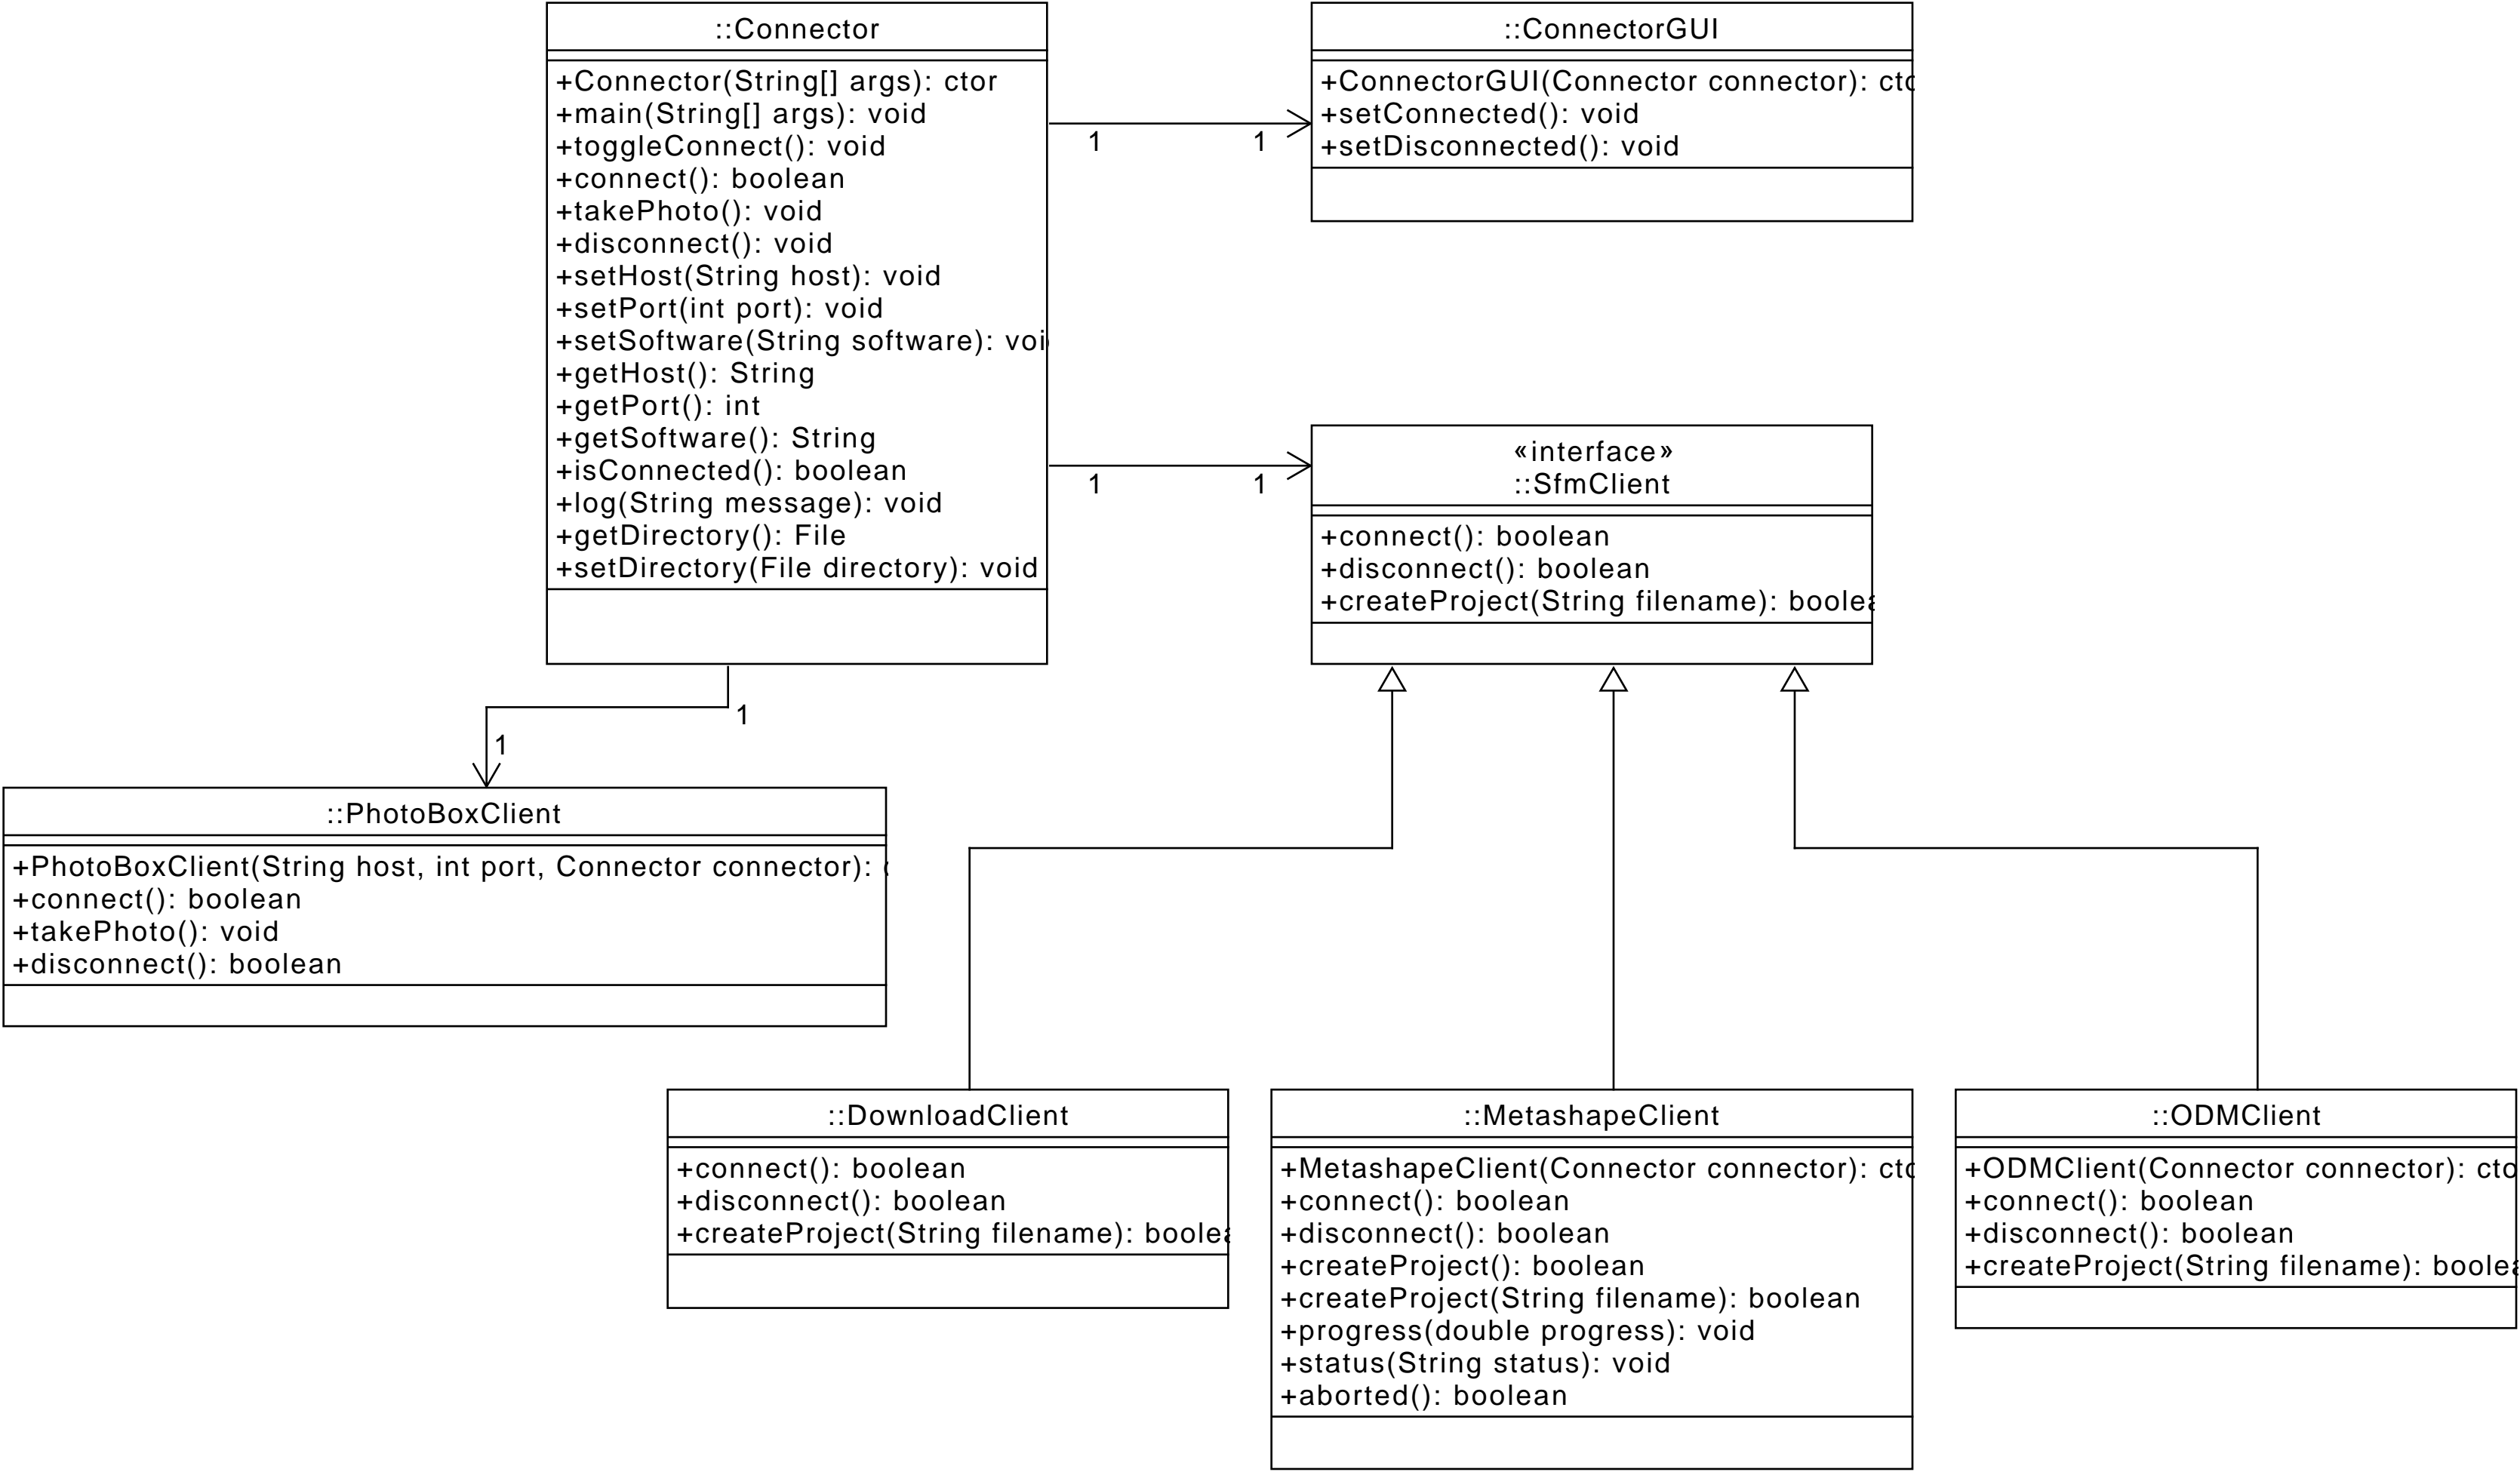 ::Connector
+Connector(String[] args): ctor
+main(String[] args): void
+toggleConnect(): void
+connect(): boolean
+takePhoto(): void
+disconnect(): void
+setHost(String host): void
+setPort(int port): void
+setSoftware(String software): voi
+getHost(): String
+getPort(): int
+getSoftware(): String
+isConnected(): boolean
+log(String message): void
+getDirectory(): File
+setDirectory(File directory): void
::ConnectorGUI
+ConnectorGUI(Connector connector): ctc
+setConnected(): void
+setDisconnected(): void
1
1
«interface»
::SfmClient
+connect(): boolean
+disconnect(): boolean
+createProject(String filename): boolea
1
1
1
1
::PhotoBoxClient
+PhotoBoxClient(String host, int port, Connector connector):
+connect(): boolean
+takePhoto(): void
+disconnect(): boolean
::DownloadClient
+connect(): boolean
+disconnect(): boolean
+createProject(String filename): boolea
::MetashapeClient
+MetashapeClient(Connector connector): ctc
+connect(): boolean
+disconnect(): boolean
+createProject(): boolean
+createProject(String filename): boolean
+progress(double progress): void
+status(String status): void
+aborted(): boolean
::ODMClient
+ODMClient(Connector connector): cto
+connect(): boolean
+disconnect(): boolean
+createProject(String filename): boolea